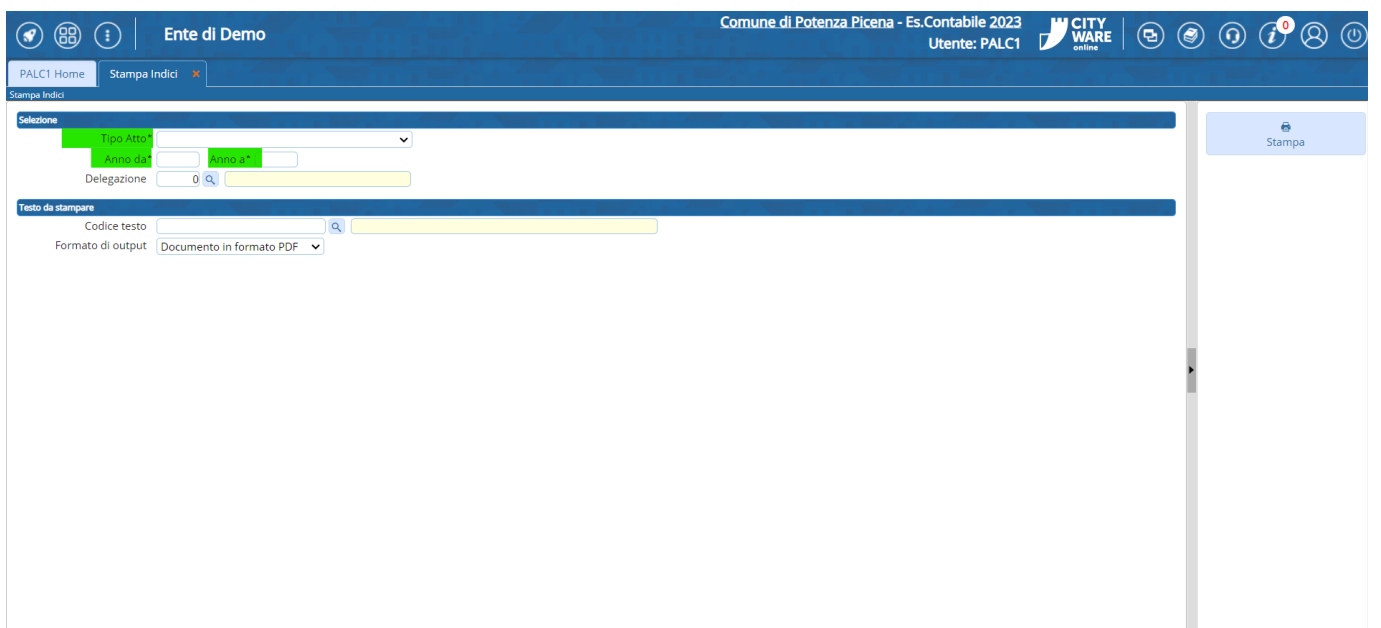 Ente di Demo
Comune di Potenza Picena - Es.Contabile 2023
Utente: PALC1
CITY
WARE
online
0
PALC1 Home
Stampa Indici ×
Stampa Indici
Selezione
Tipo Atto*
Anno da* Anno a*
Delegazione 0
Testo da stampare
Codice testo
Formato di output Documento in formato PDF
Stampa